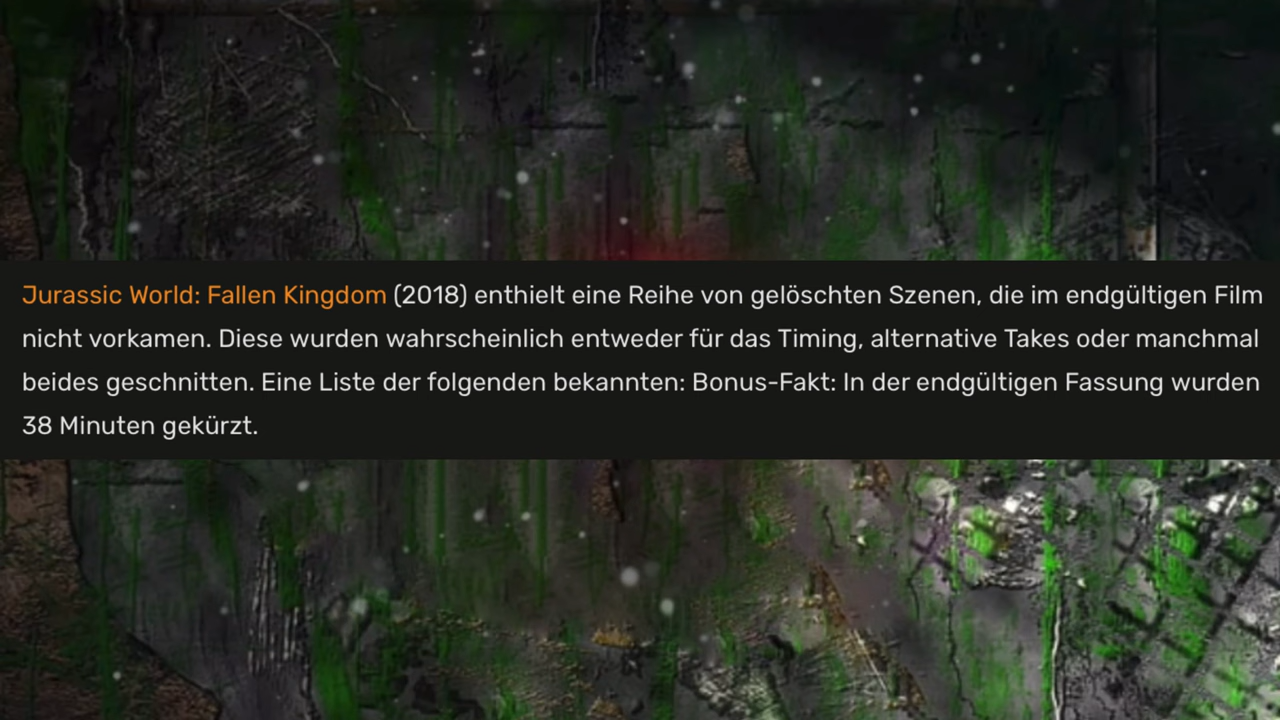 Jurassic World: Fallen Kingdom (2018) enthielt eine Reihe von gelöschten Szenen, die im endgültigen Film
nicht vorkamen. Diese wurden wahrscheinlich entweder für das Timing, alternative Takes oder manchmal
beides geschnitten. Eine Liste der folgenden bekannten: Bonus-Fakt: In der endgültigen Fassung wurden
38 Minuten gekürzt.